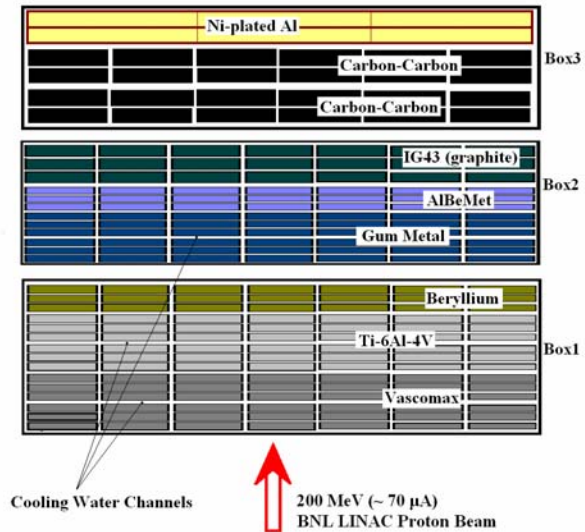 Ni-plated Al
Carbon-Carbon
Box3
Carbon-Carbon
IG43 (graphite)
Box2
AlBeMet
Gum Metal
Beryllium
Ti-6Al-4V
Box1
Vascomax
Cooling Water Channels
200 MeV (~ 70 μA)
BNL LINAC Proton Beam